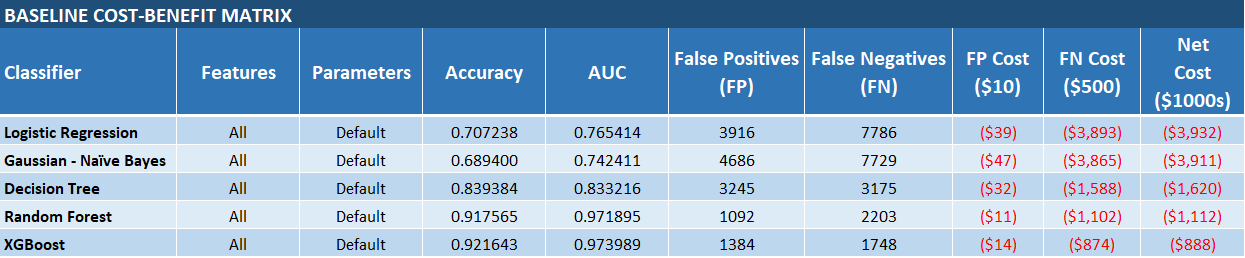 BASELINE COST-BENEFIT MATRIX
Classifier Features Parameters Accuracy AUC False Positives (FP) False Negatives (FN) FP Cost ($10) FN Cost ($500) Net Cost ($1000s)
Logistic Regression All Default 0.707238 0.765414 3916 7786 ($39) ($3,893) ($3,932)
Gaussian - Naïve Bayes All Default 0.689400 0.742411 4686 7729 ($47) ($3,865) ($3,911)
Decision Tree All Default 0.839384 0.833216 3245 3175 ($32) ($1,588) ($1,620)
Random Forest All Default 0.917565 0.971895 1092 2203 ($11) ($1,102) ($1,112)
XGBoost All Default 0.921643 0.973989 1384 1748 ($14) ($874) ($888)